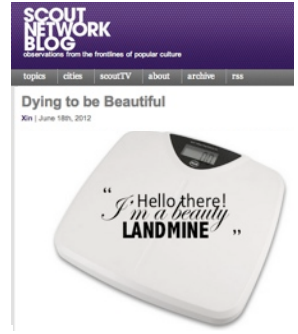 SCOUT
NETWORK
BLOG
observations from the frontlines of popular culture
topics cities scoutTV about archive rss
Dying to be Beautiful
Xin | June 18th, 2012
“ Hello there!
I'm a beauty
LANDMINE ”